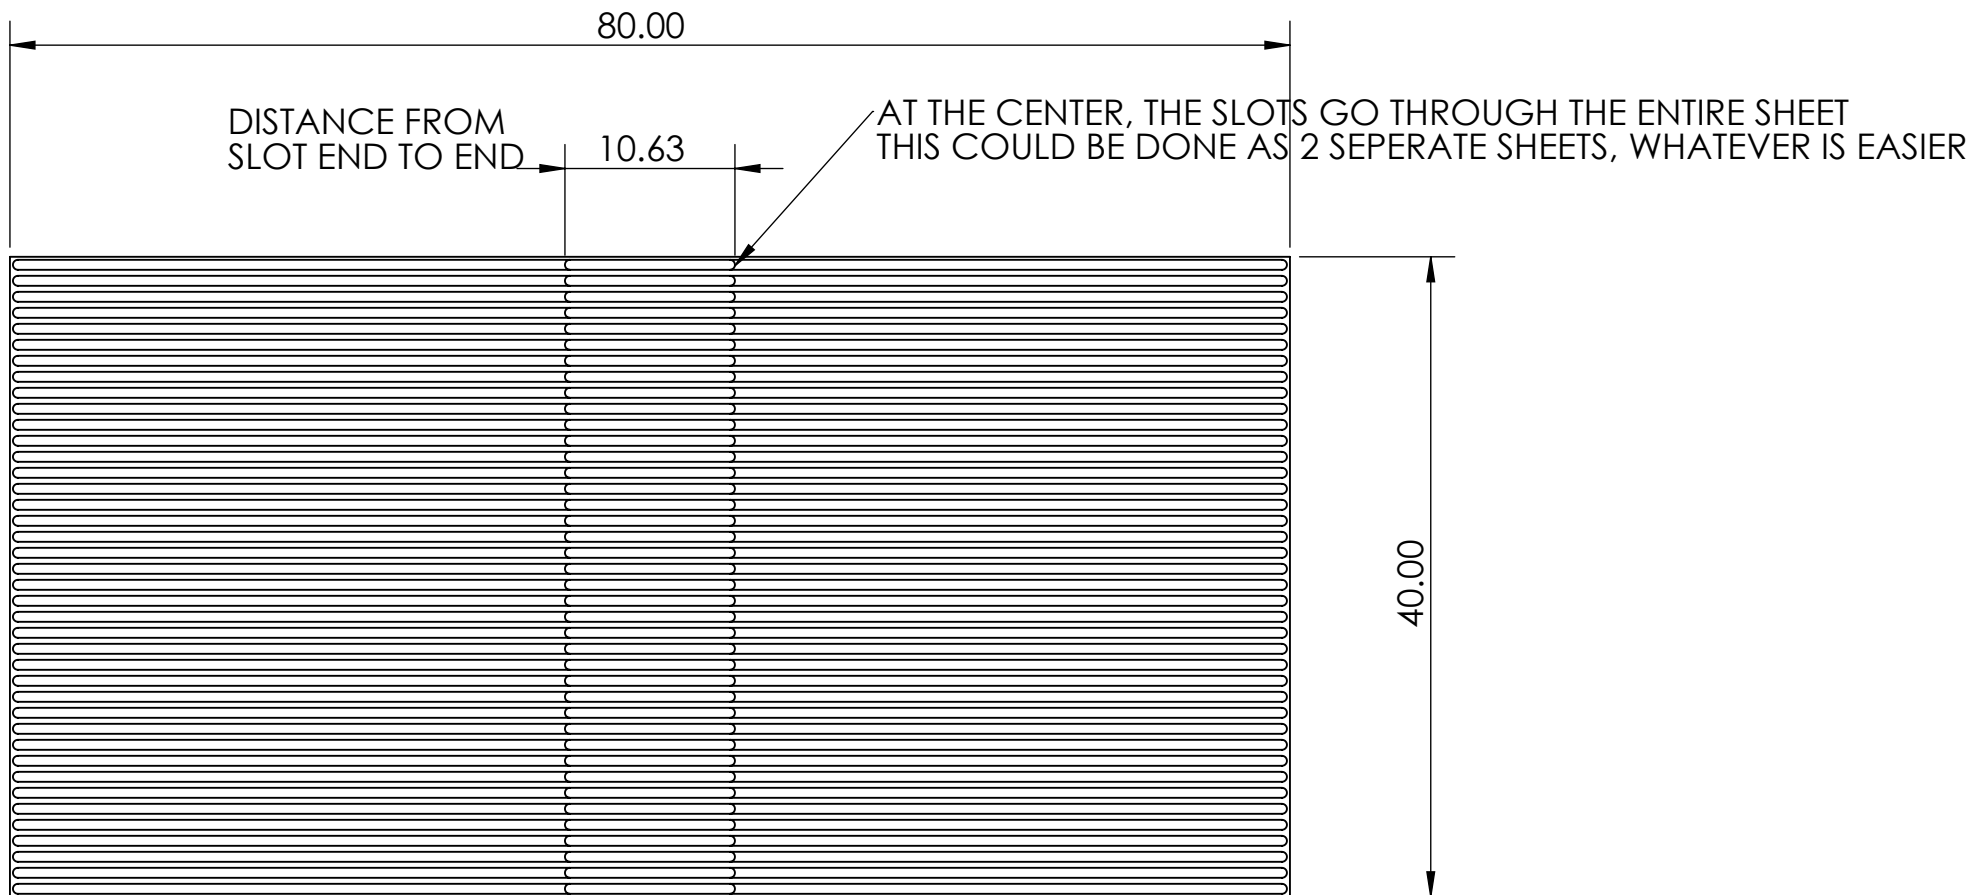 80.00
DISTANCE FROM
SLOT END TO END
10.63
AT THE CENTER, THE SLOTS GO THROUGH THE ENTIRE SHEET
THIS COULD BE DONE AS 2 SEPERATE SHEETS, WHATEVER IS EASIER
40.00